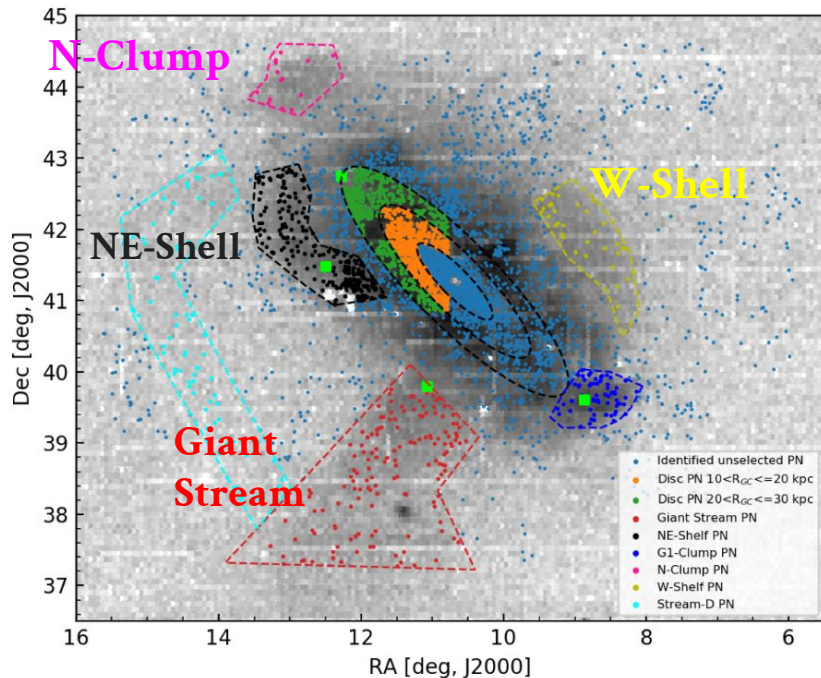 45
44
43
42
41
40
39
38
37
16
14
12
10
8
6
Dec [deg, J2000]
RA [deg, J2000]
N-Clump
W-Shell
NE-Shell
Giant
Stream
Identified unselected PN
Disc PN 10<R_GC<=20 kpc
Disc PN 20<R_GC<=30 kpc
Giant Stream PN
NE-Shelf PN
G1-Clump PN
N-Clump PN
W-Shelf PN
Stream-D PN